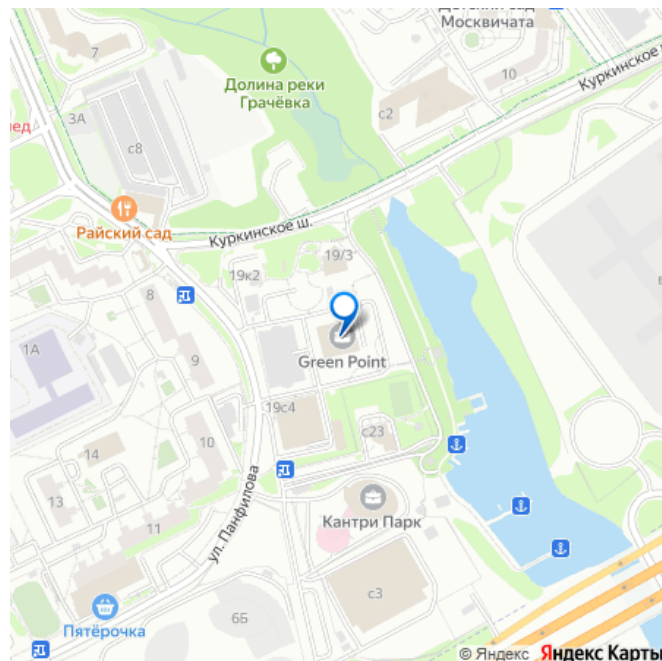 Детский сад
Москвичата
7
10
Долина реки
Грачёвка
Куркинское ш.
3А
с2
мед
с8
Райский сад
Куркинское ш.
19/3
19к2
8
1А
9
Green Point
19с4
10
с23
14
13
11
ул. Панфилова
Кантри Парк
с3
6Б
Пятёрочка
© Яндекс Яндекс Карты